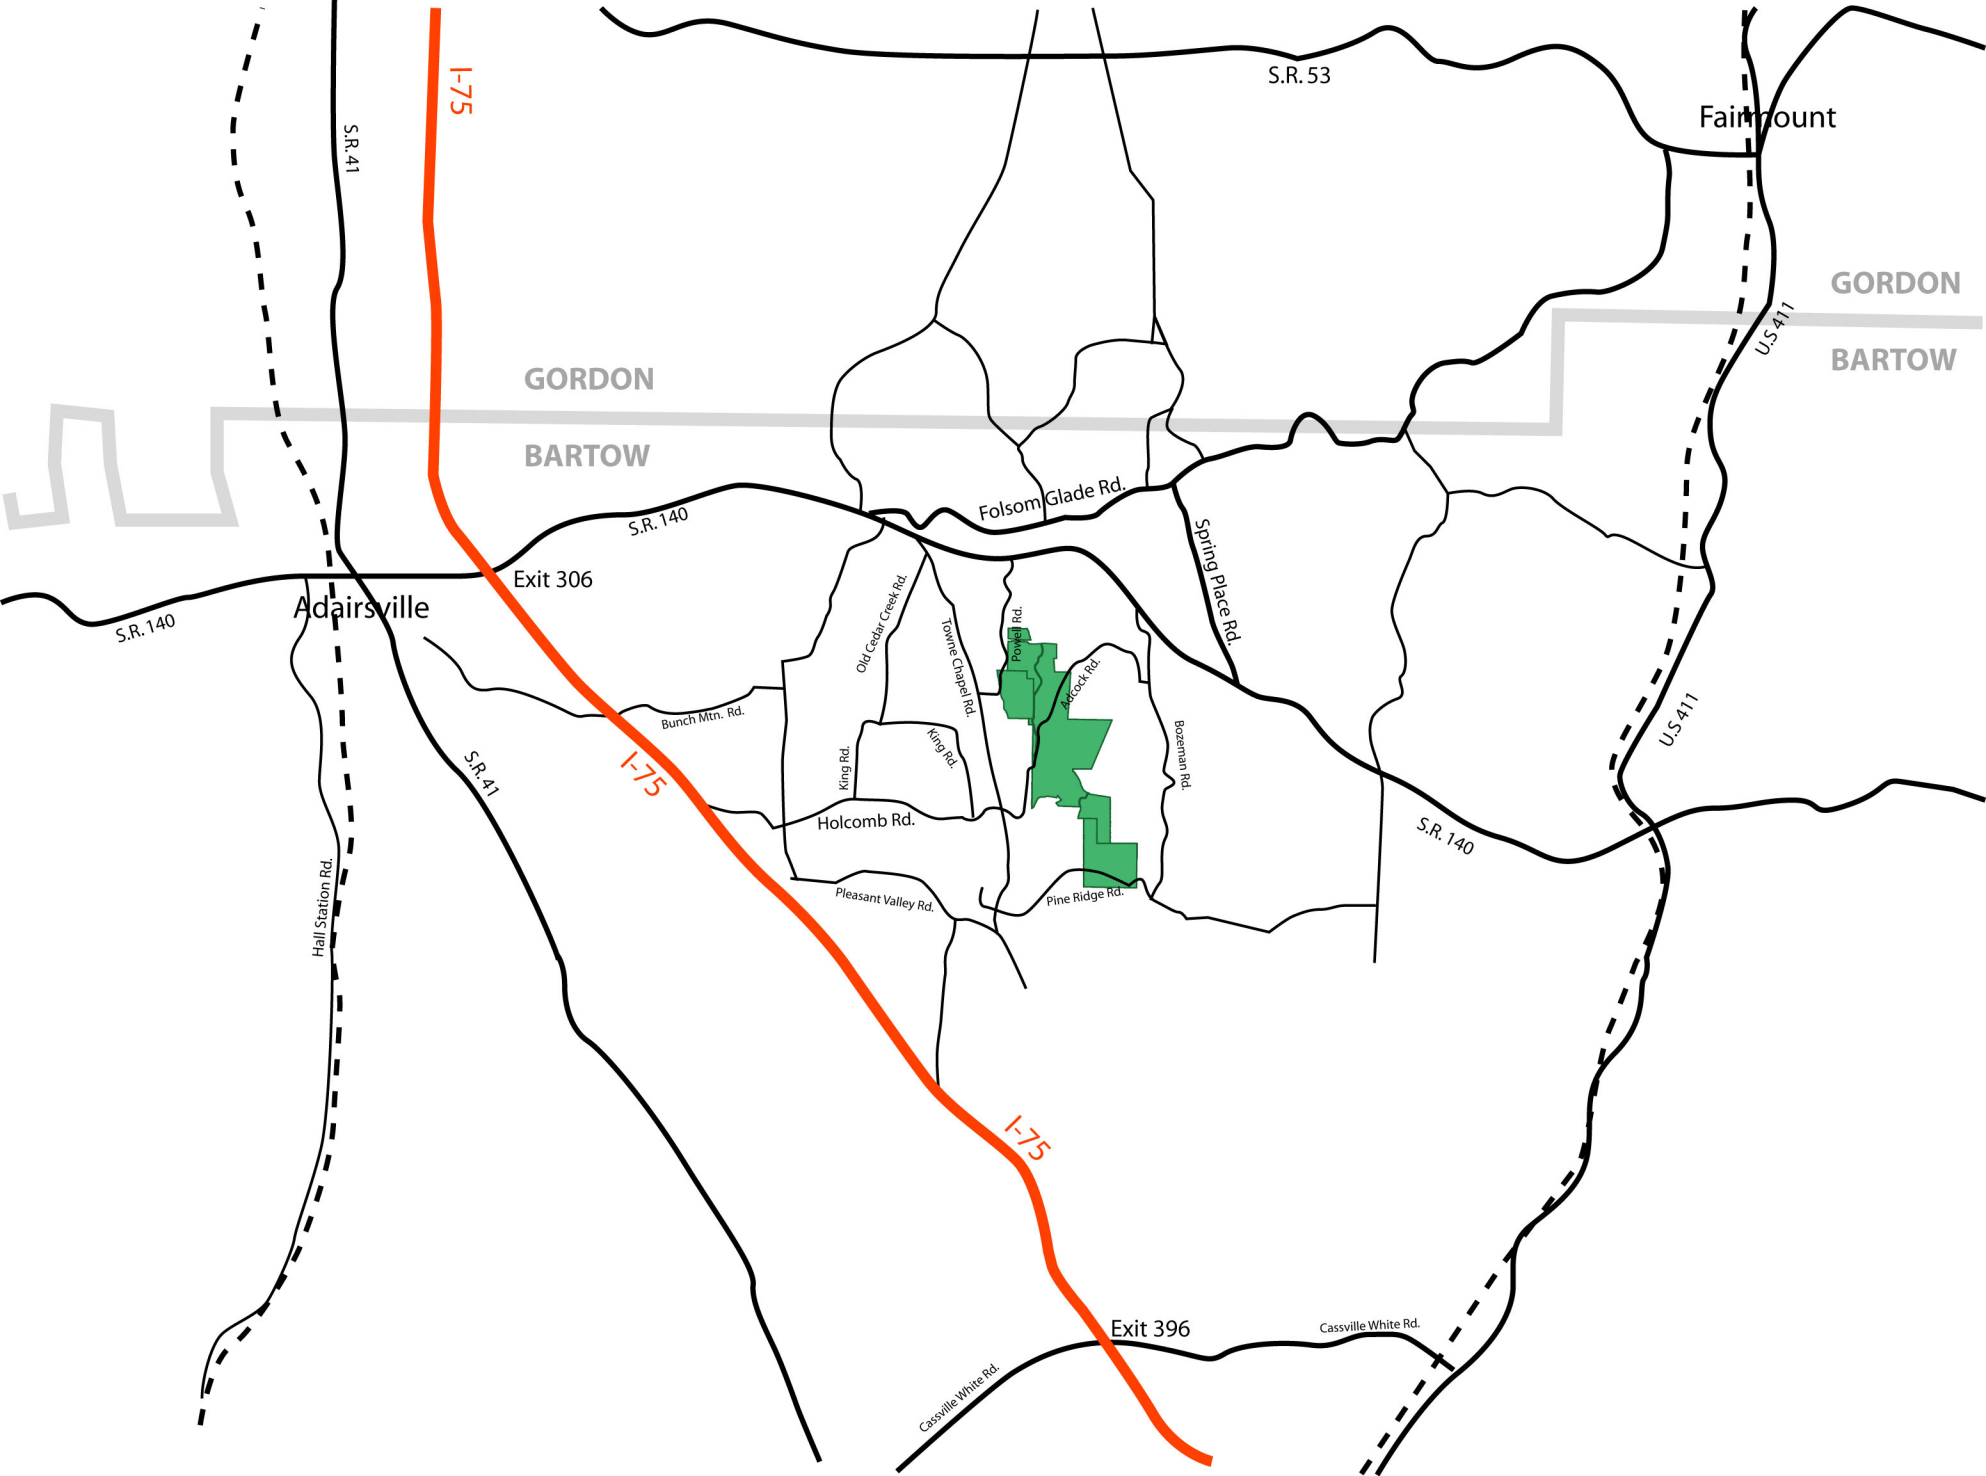 I-75
S.R. 53
Fairmount
S.R. 41
GORDON
U.S 411
BARTOW
GORDON
BARTOW
Folsom Glade Rd.
S.R. 140
Exit 306
Spring Place Rd.
Adairsville
S.R. 140
Old Cedar Creek Rd.
Towne Chapel Rd.
Powell Rd.
Adcock Rd.
Bunch Mtn. Rd.
U.S 411
King Rd.
King Rd.
Bozeman Rd.
I-75
S.R. 41
Holcomb Rd.
S.R. 140
Hall Station Rd.
Pleasant Valley Rd.
Pine Ridge Rd.
I-75
Exit 396
Cassville White Rd.
Cassville White Rd.